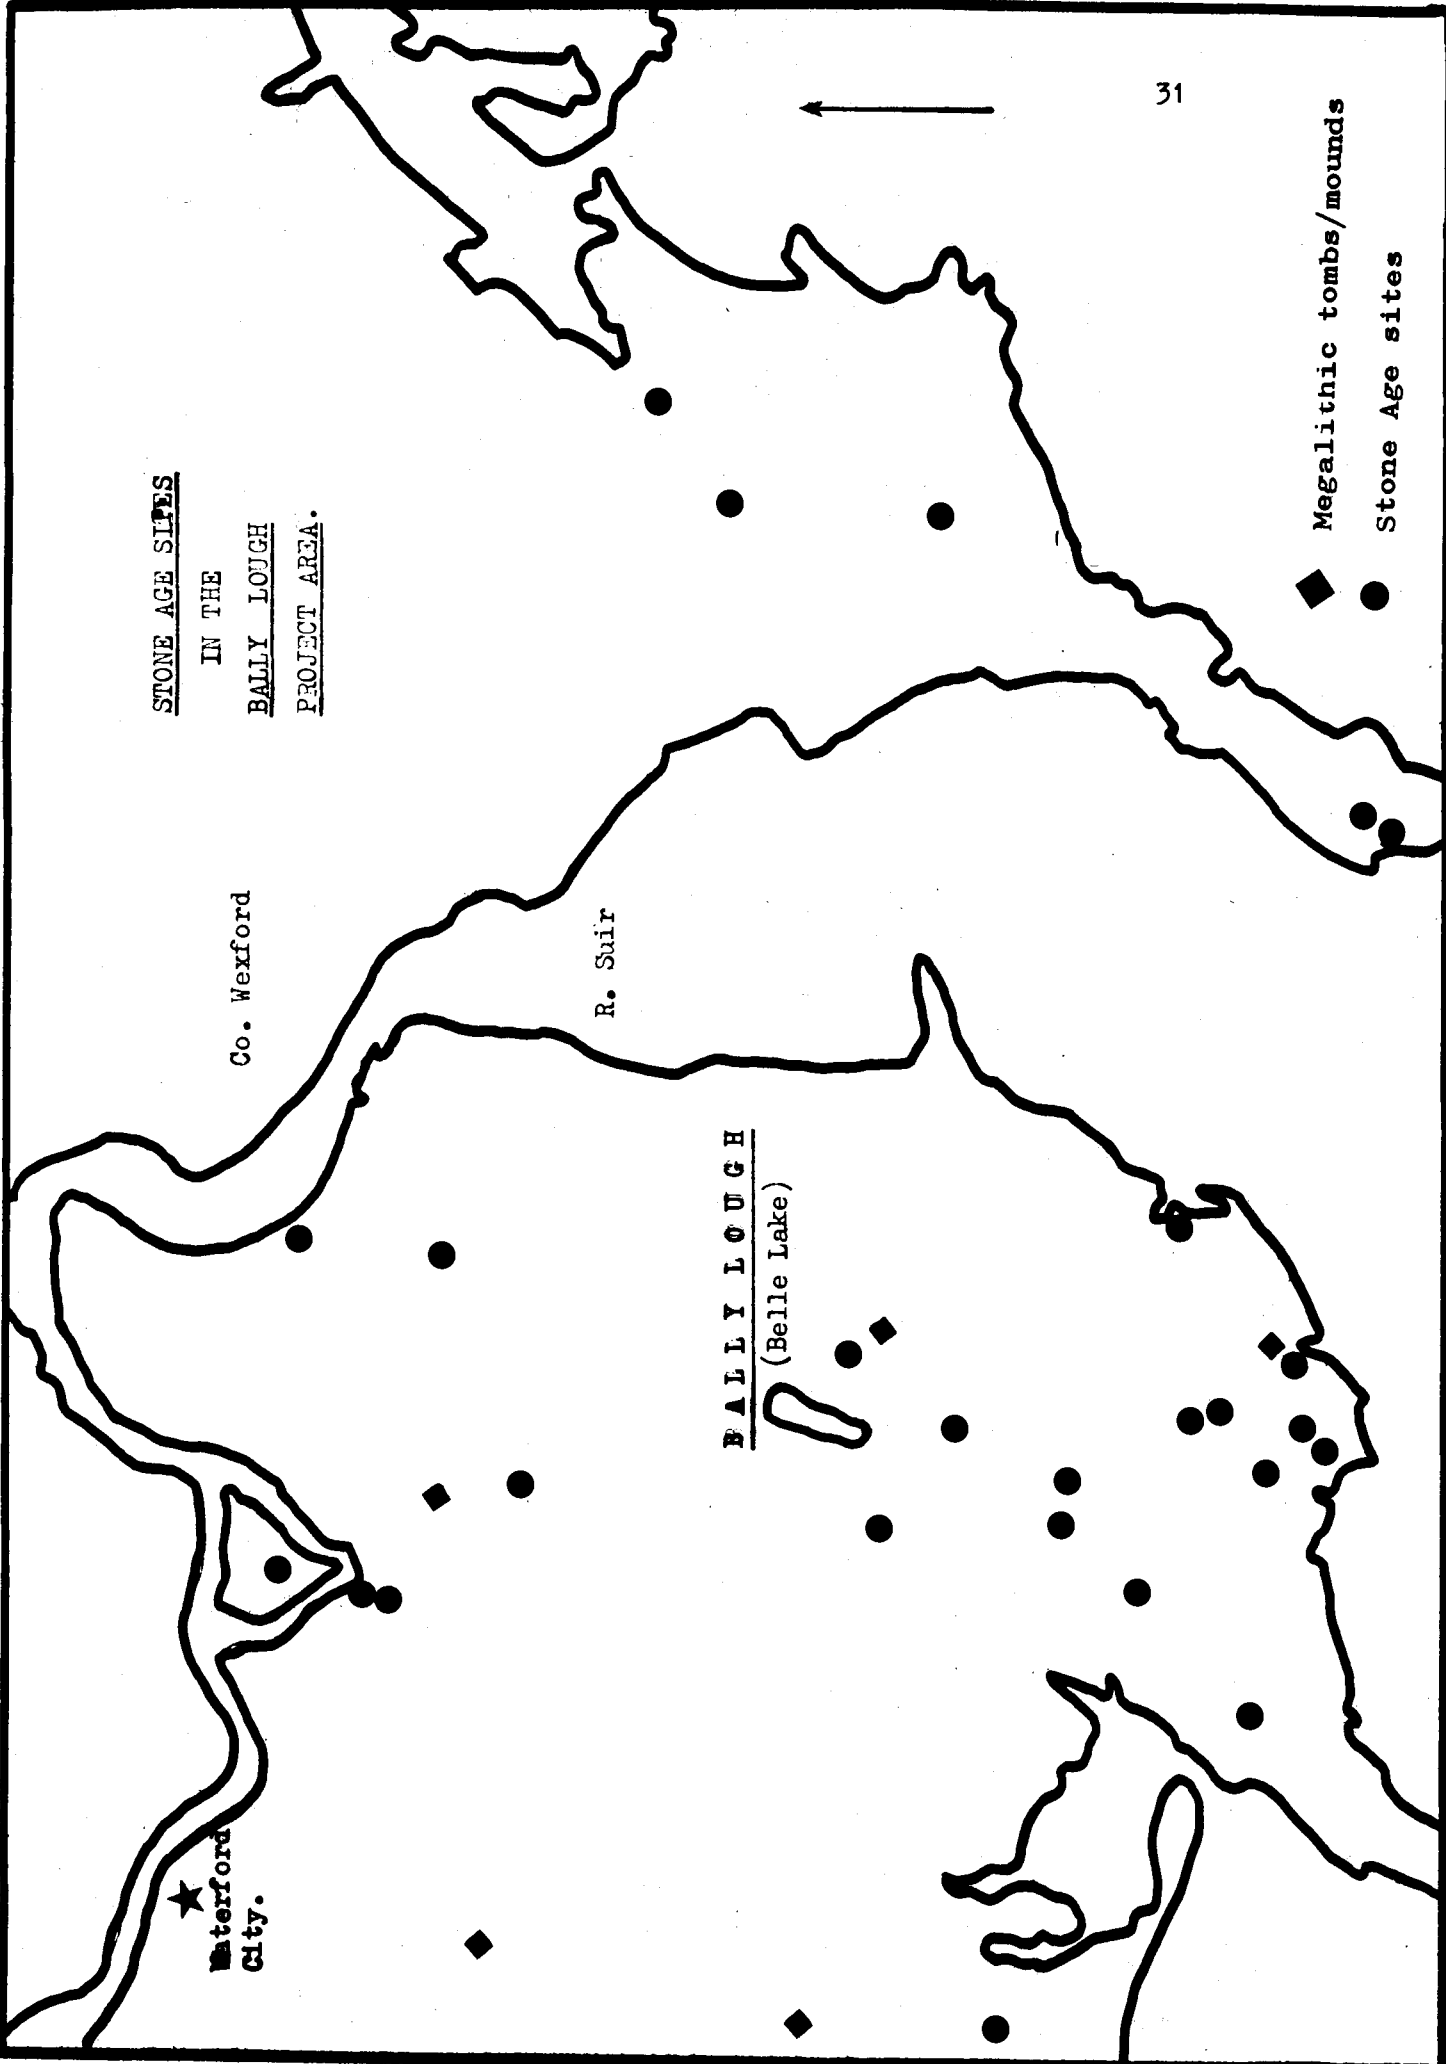 31
STONE AGE SITES
IN THE
BALLY LOUGH
PROJECT AREA.
Co. Wexford
R. Suir
BALLY LOUGH
(Belle Lake)
Waterford
City.
Megalithic tombs/mounds
Stone Age sites